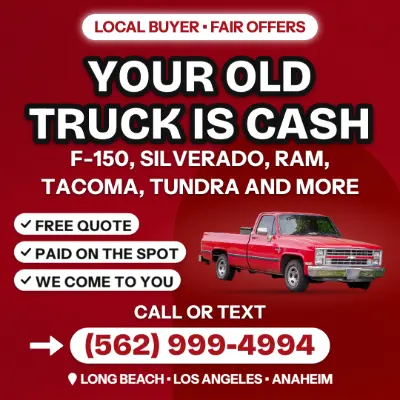 LOCAL BUYER • FAIR OFFERS
YOUR OLD
TRUCK IS CASH
F-150, SILVERADO, RAM,
TACOMA, TUNDRA AND MORE
FREE QUOTE
PAID ON THE SPOT
WE COME TO YOU
CALL OR TEXT
(562) 999-4994
LONG BEACH • LOS ANGELES • ANAHEIM